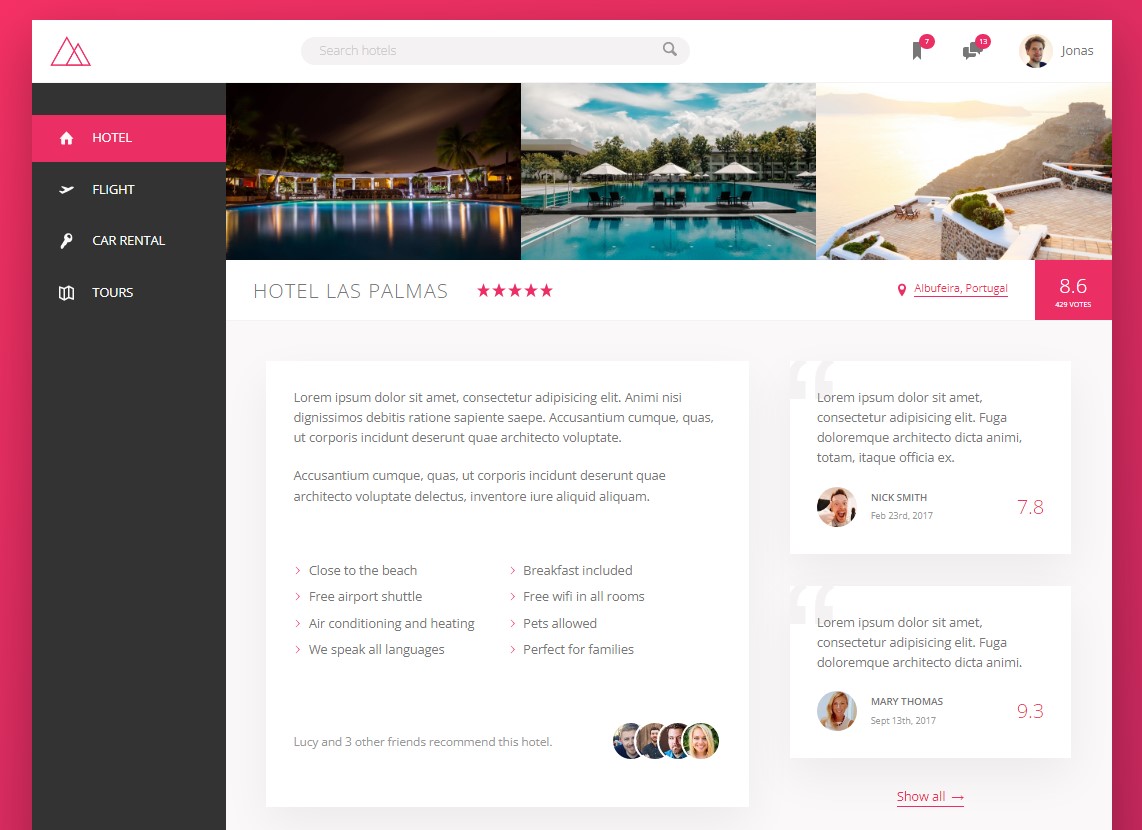 Search hotels
7
13
Jonas
HOTEL
FLIGHT
CAR RENTAL
TOURS
HOTEL LAS PALMAS
Albufeira, Portugal
8.6
429 VOTES
Lorem ipsum dolor sit amet, consectetur adipisicing elit. Animi nisi
dignissimos debitis ratione sapiente saepe. Accusantium cumque, quas,
ut corporis incidunt deserunt quae architecto voluptate.
Accusantium cumque, quas, ut corporis incidunt deserunt quae
architecto voluptate delectus, inventore iure aliquid aliquam.
Close to the beach
Free airport shuttle
Air conditioning and heating
We speak all languages
Breakfast included
Free wifi in all rooms
Pets allowed
Perfect for families
Lucy and 3 other friends recommend this hotel.
“
Lorem ipsum dolor sit amet,
consectetur adipisicing elit. Fuga
doloremque architecto dicta animi,
totam, itaque officia ex.
NICK SMITH
Feb 23rd, 2017
7.8
“
Lorem ipsum dolor sit amet,
consectetur adipisicing elit. Fuga
doloremque architecto dicta animi.
MARY THOMAS
Sept 13th, 2017
9.3
Show all →